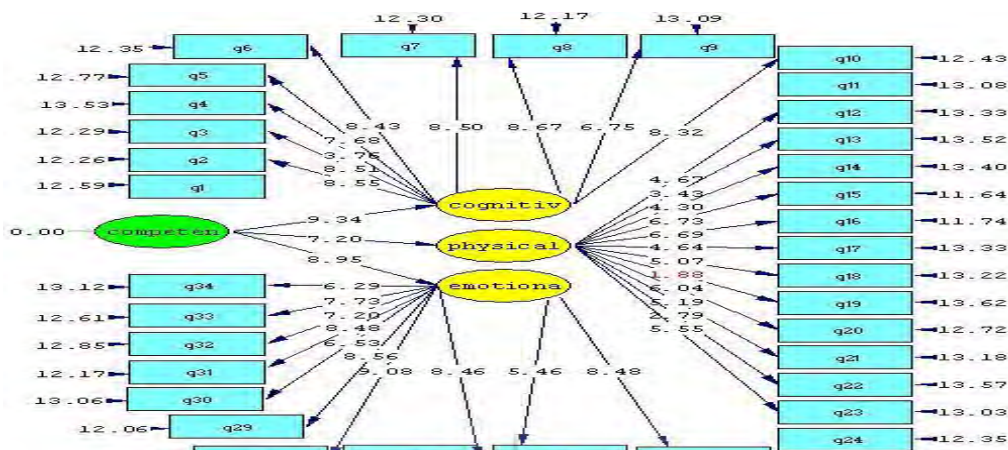 12.30 12.17 13.09
12.35 q6 q7 q8 q9 q10 12.43
12.77 q5 q11 13.08
13.53 q4 q12 13.33
12.29 q3 8.43 8.50 8.67 6.75 8.32 q13 13.52
12.26 q2 7.68 q14 13.40
12.59 q1 3.76 q15 11.64
8.51
8.55
4.67
3.43
cognitiv 4.30 q16 11.74
9.34 6.73
0.00 competen 7.20 physical 6.69 q17 13.33
8.95 4.64
5.07 q18 13.22
emotiona 1.88
13.12 q34 6.29 6.04 q19 13.62
12.61 q33 7.73 5.19 q20 12.72
12.85 q32 7.20 2.79 q21 13.18
12.17 q31 8.48 5.55 q22 13.57
13.06 q30 6.53 q23 13.03
12.06 q29 8.56 8.46 5.46 8.48 q24 12.35